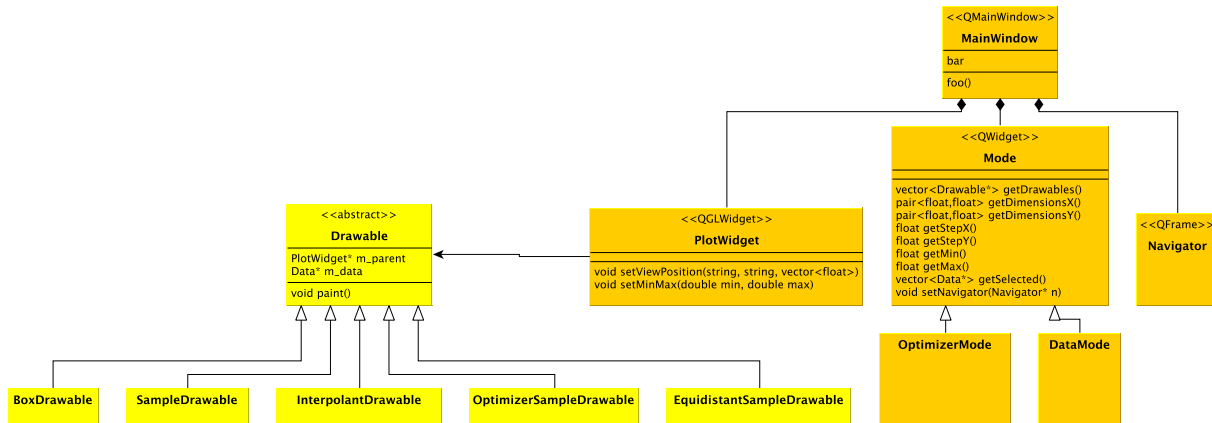 <<QMainWindow>>
MainWindow
bar
foo()
<<QWidget>>
Mode
vector<Drawable*> getDrawables()
pair<float,float> getDimensionsX()
pair<float,float> getDimensionsY()
float getStepX()
float getStepY()
float getMin()
float getMax()
vector<Data*> getSelected()
void setNavigator(Navigator* n)
<<abstract>>
Drawable
PlotWidget* m_parent
Data* m_data
void paint()
<<QGLWidget>>
PlotWidget
void setViewPosition(string, string, vector<float>)
void setMinMax(double min, double max)
<<QFrame>>
Navigator
OptimizerMode
DataMode
BoxDrawable
SampleDrawable
InterpolantDrawable
OptimizerSampleDrawable
EquidistantSampleDrawable